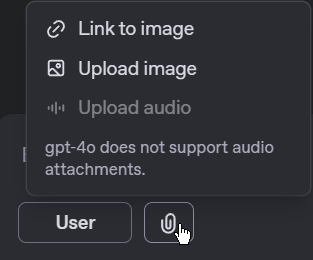 Link to image
Upload image
Upload audio
gpt-4o does not support audio
attachments.
User